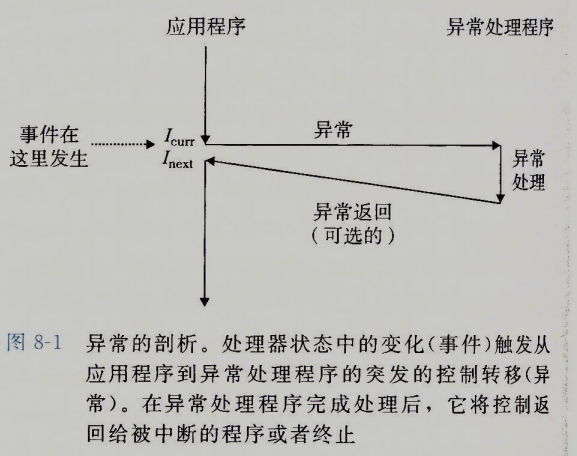 应用程序
异常处理程序
事件在
这里发生
I_curr
I_next
异常
异常
处理
异常返回
(可选的)
图 8-1 异常的剖析。处理器状态中的变化(事件)触发从
应用程序到异常处理程序的突发的控制转移(异
常)。在异常处理程序完成处理后,它将控制返
回给被中断的程序或者终止